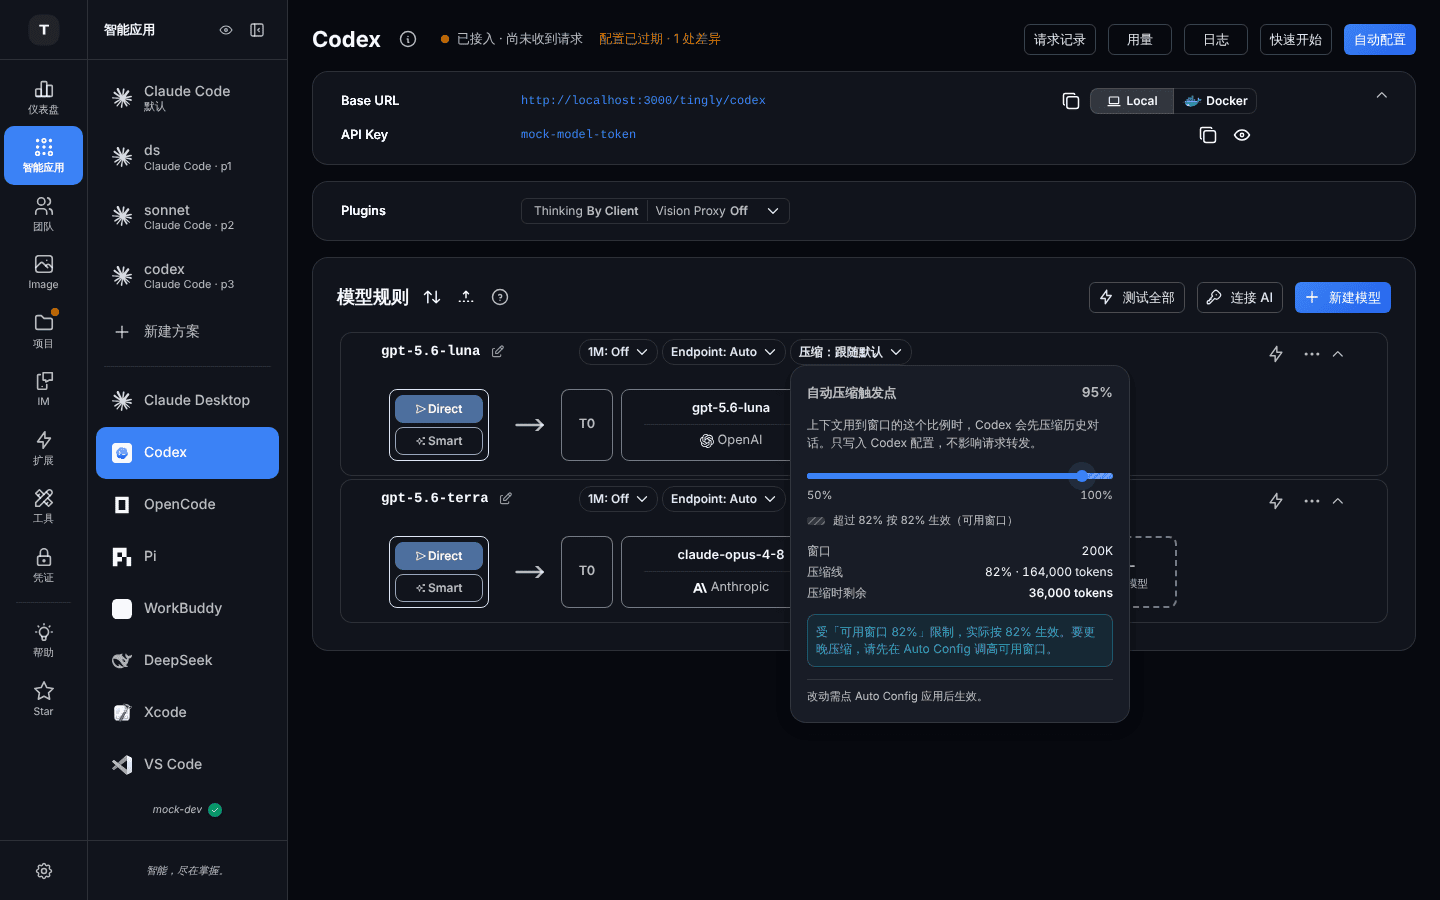 T
仪表盘
智能应用
团队
Image
项目
IM
扩展
工具
凭证
帮助
Star
智能应用
Claude Code
默认
ds
Claude Code · p1
sonnet
Claude Code · p2
codex
Claude Code · p3
新建方案
Claude Desktop
Codex
OpenCode
Pi
WorkBuddy
DeepSeek
Xcode
VS Code
mock-dev
智能，尽在掌握。
Codex
已接入 · 尚未收到请求 配置已过期 · 1 处差异
请求记录 用量 日志 快速开始 自动配置
Base URL http://localhost:3000/tingly/codex Local Docker
API Key mock-model-token
Plugins Thinking By Client Vision Proxy Off
模型规则 测试全部 连接 AI 新建模型
gpt-5.6-luna 1M: Off Endpoint: Auto 压缩：跟随默认
Direct
Smart
T0
gpt-5.6-luna
OpenAI
gpt-5.6-terra 1M: Off Endpoint: Auto
Direct
Smart
T0
claude-opus-4-8
Anthropic
模型
自动压缩触发点 95%
上下文用到窗口的这个比例时，Codex 会先压缩历史对
话。只写入 Codex 配置，不影响请求转发。
50% 100%
超过 82% 按 82% 生效（可用窗口）
窗口 200K
压缩线 82% · 164,000 tokens
压缩时剩余 36,000 tokens
受「可用窗口 82%」限制，实际按 82% 生效。要更
晚压缩，请先在 Auto Config 调高可用窗口。
改动需点 Auto Config 应用后生效。